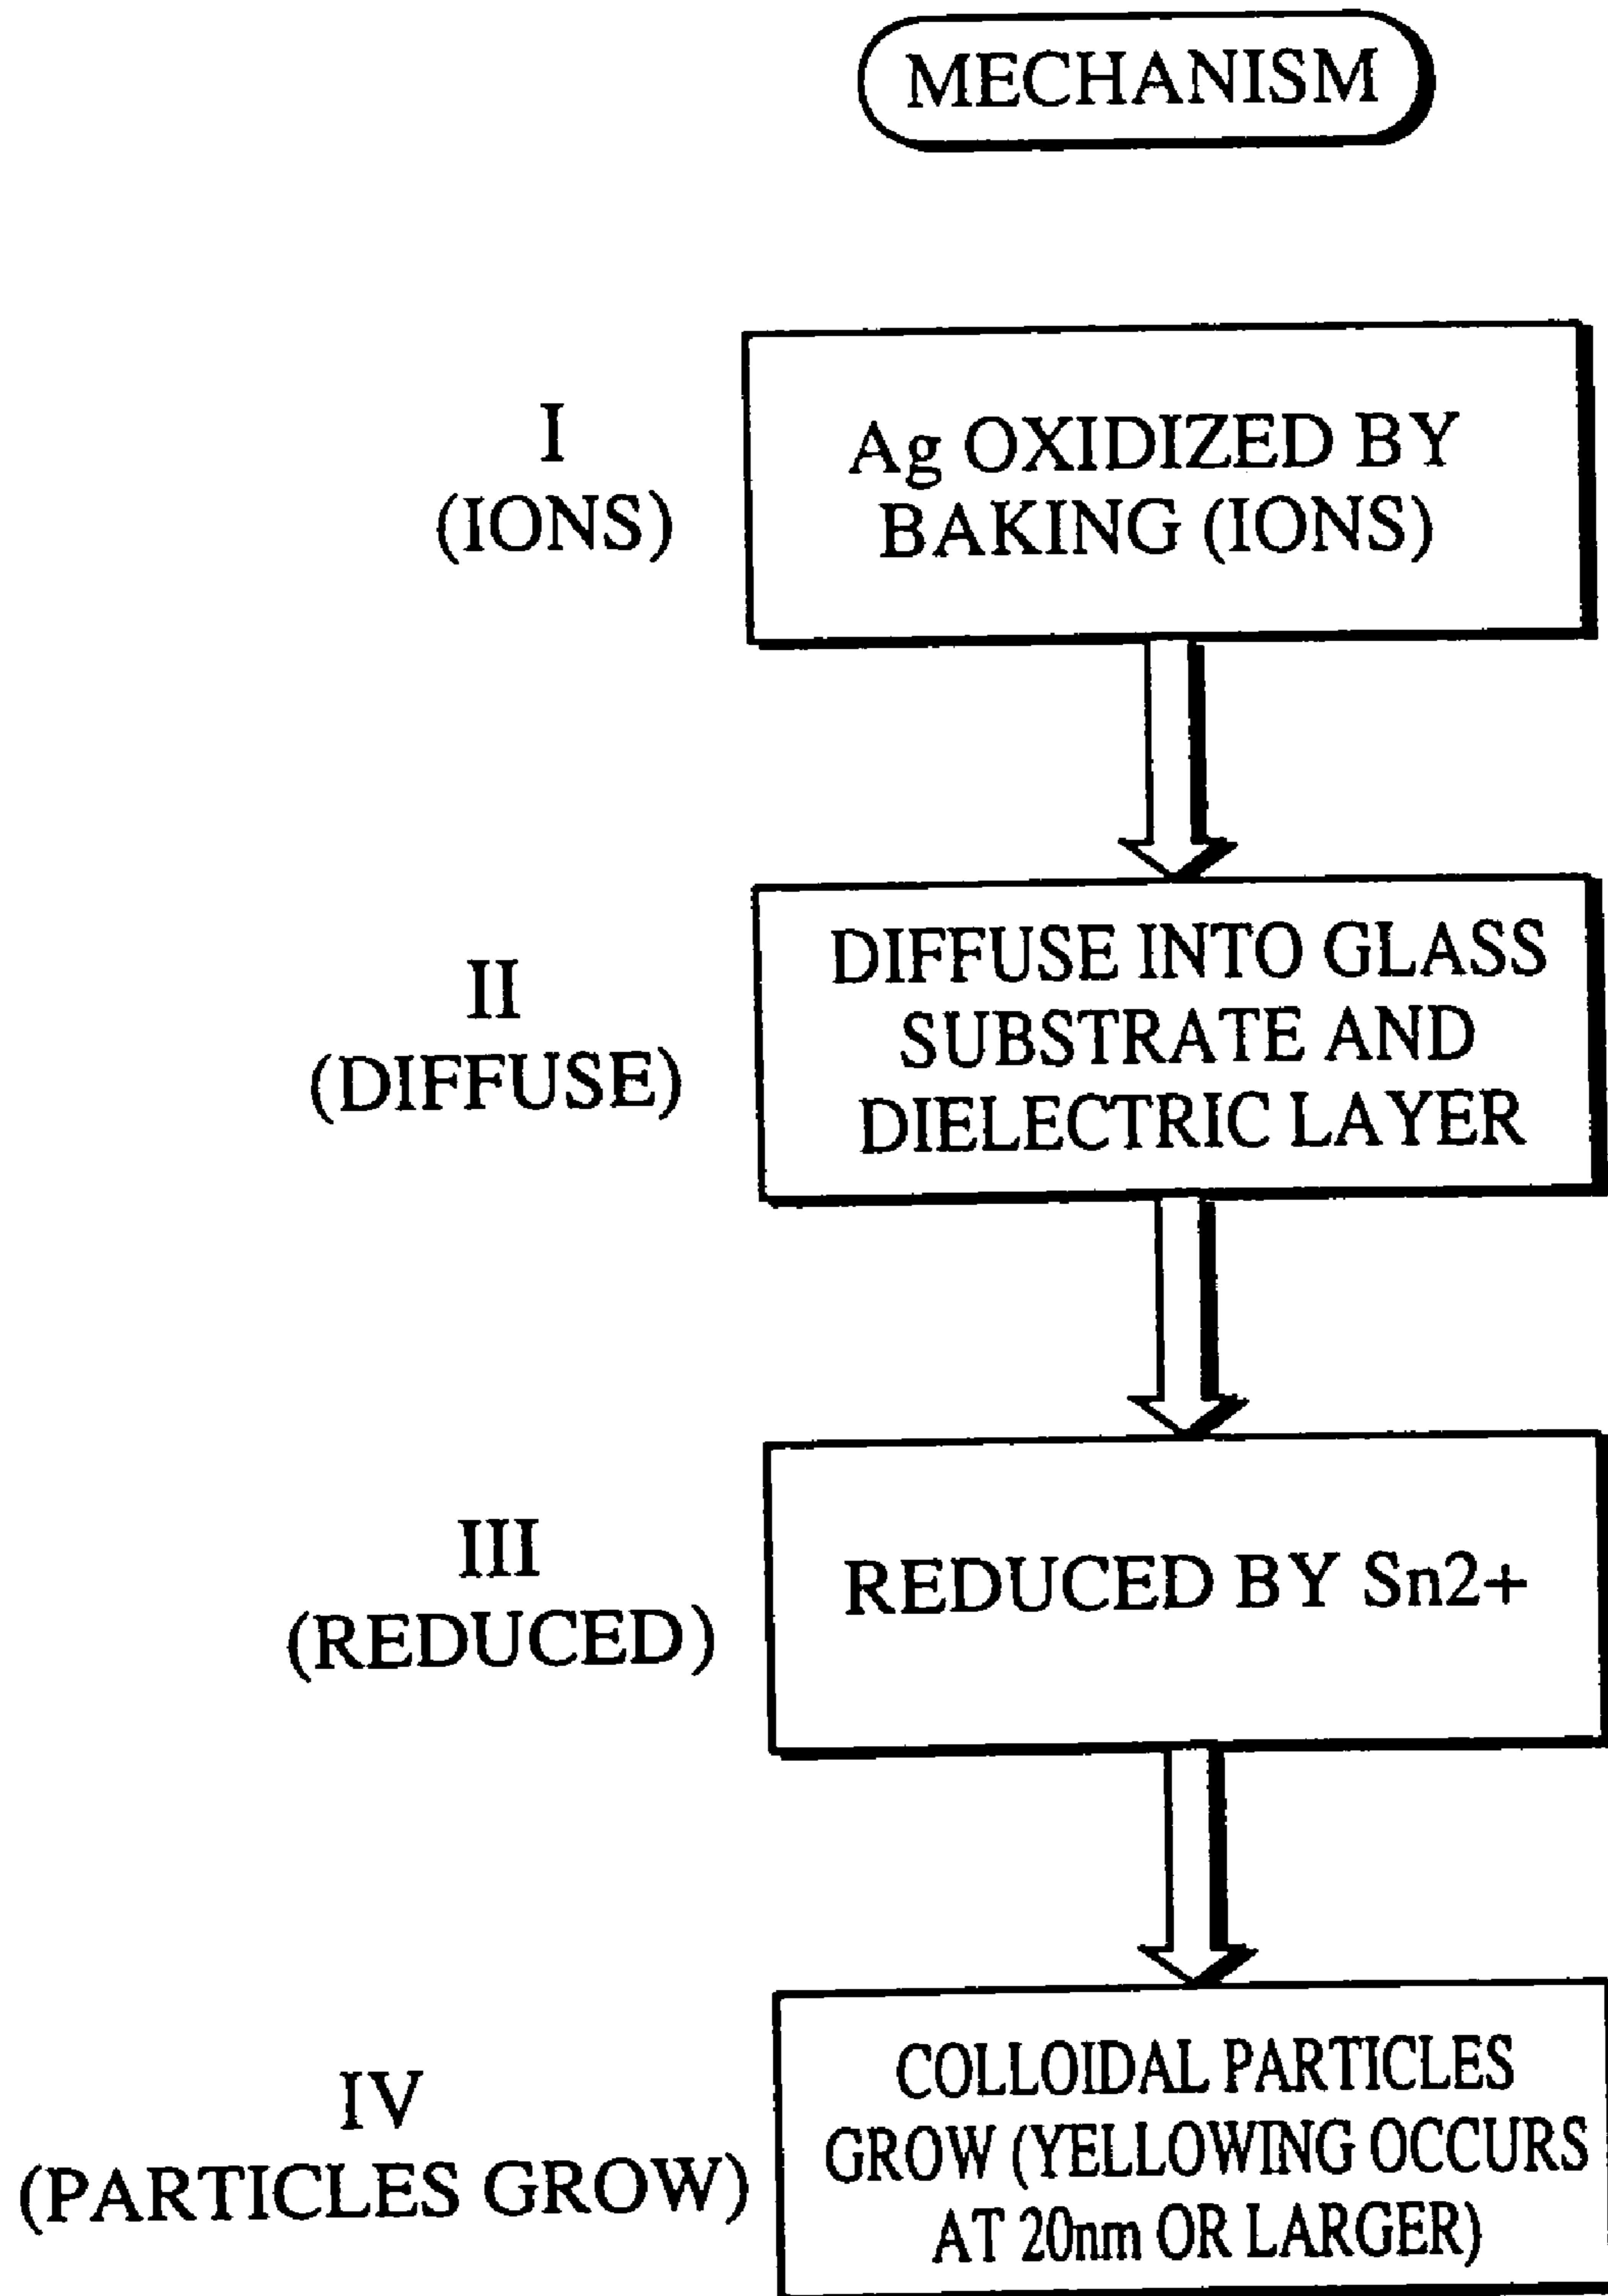 MECHANISM
I
(IONS)
Ag OXIDIZED BY
BAKING (IONS)
II
(DIFFUSE)
DIFFUSE INTO GLASS
SUBSTRATE AND
DIELECTRIC LAYER
III
(REDUCED)
REDUCED BY Sn2+
IV
(PARTICLES GROW)
COLLOIDAL PARTICLES
GROW (YELLOWING OCCURS
AT 20nm OR LARGER)